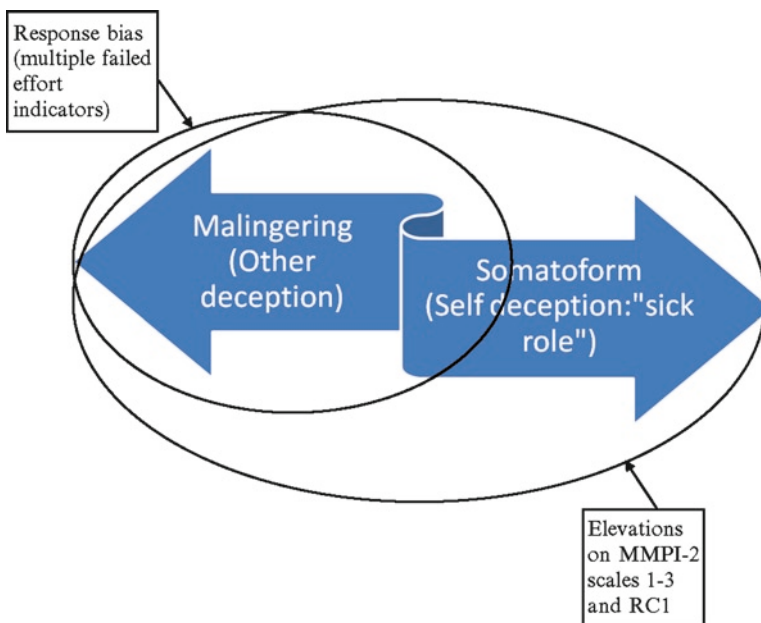 Response bias
(multiple failed
effort
indicators)
Malingering
(Other
deception)
Somatoform
(Self deception:"sick
role")
Elevations
on MMPI-2
scales 1-3
and RC1